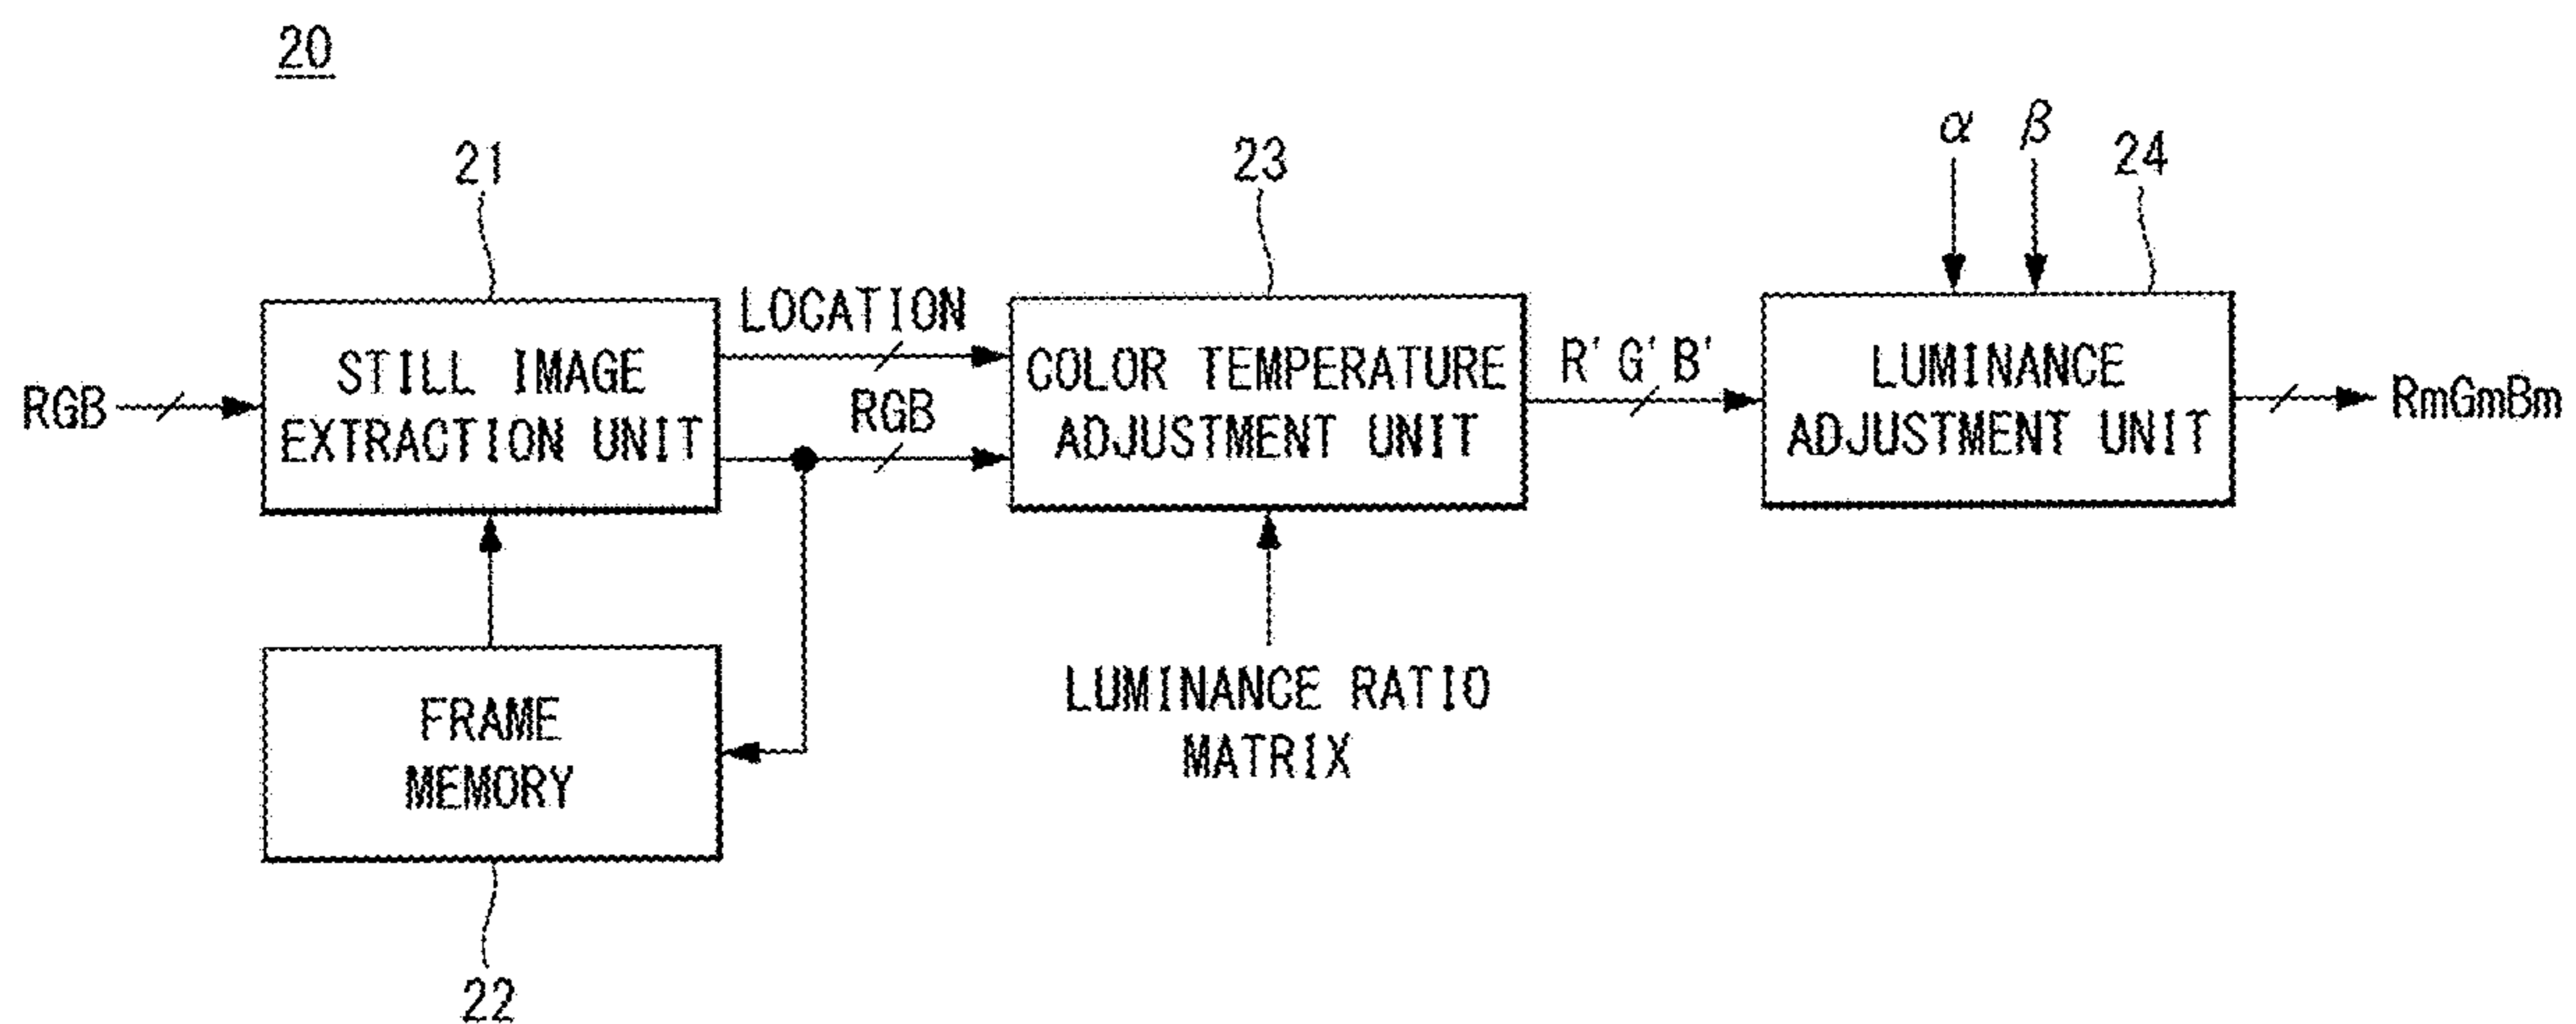 20
21
23
α
β
24
LOCATION
STILL IMAGE
EXTRACTION UNIT
COLOR TEMPERATURE
ADJUSTMENT UNIT
R'G'B'
LUMINANCE
ADJUSTMENT UNIT
RGB
RGB
RmGmBm
LUMINANCE RATIO
MATRIX
FRAME
MEMORY
22